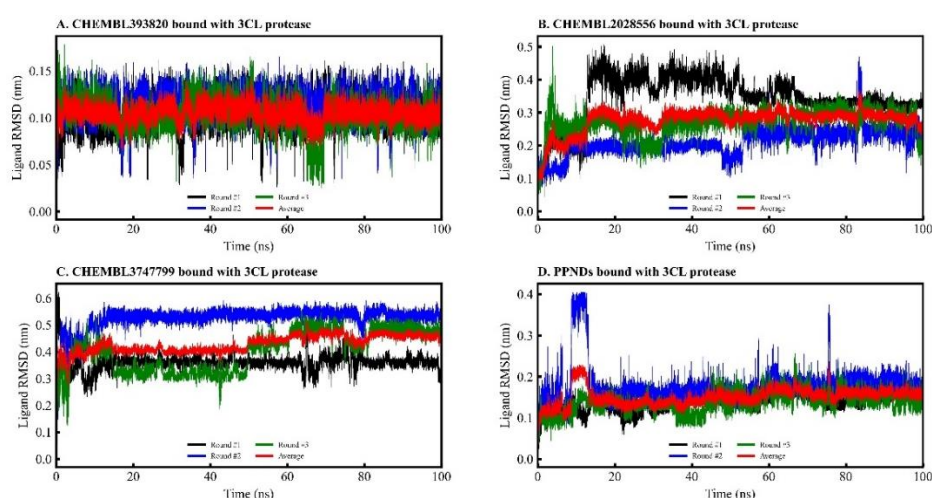 A. CHEMBL393820 bound with 3CL protease
Ligand RMSD (nm)
0.15
0.10
0.05
0.00
Round #1
Round #2
Round #3
Average
0 20 40 60 80 100
Time (ns)
B. CHEMBL2028556 bound with 3CL protease
Ligand RMSD (nm)
0.5
0.4
0.3
0.2
0.1
0.0
Round #1
Round #2
Round #3
Average
0 20 40 60 80 100
Time (ns)
C. CHEMBL3747799 bound with 3CL protease
Ligand RMSD (nm)
0.6
0.5
0.4
0.3
0.2
0.1
0.0
Round #1
Round #2
Round #3
Average
0 20 40 60 80 100
Time (ns)
D. PPNDs bound with 3CL protease
Ligand RMSD (nm)
0.4
0.3
0.2
0.1
0.0
Round #1
Round #2
Round #3
Average
0 20 40 60 80 100
Time (ns)